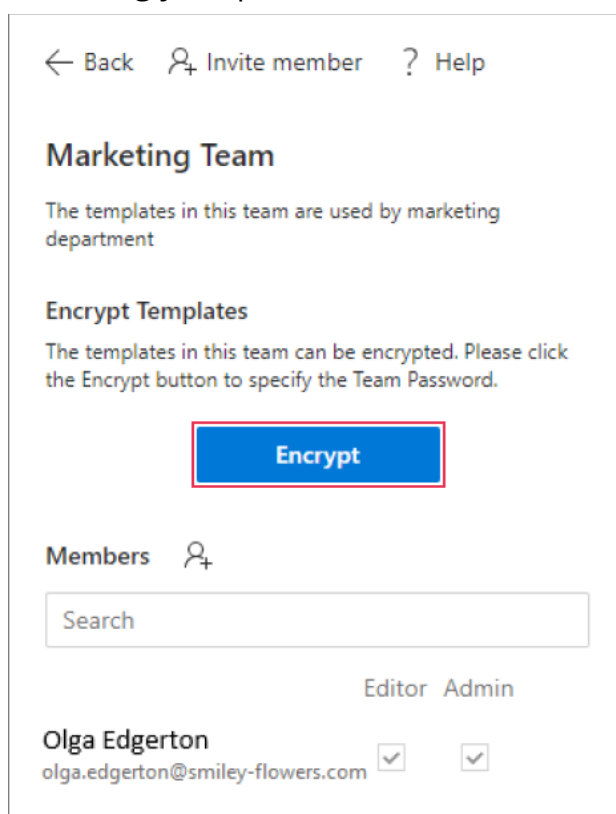 Back Invite member ? Help
Marketing Team
The templates in this team are used by marketing
department
Encrypt Templates
The templates in this team can be encrypted. Please click
the Encrypt button to specify the Team Password.
Encrypt
Members
Search
Editor Admin
Olga Edgerton
olga.edgerton@smiley-flowers.com